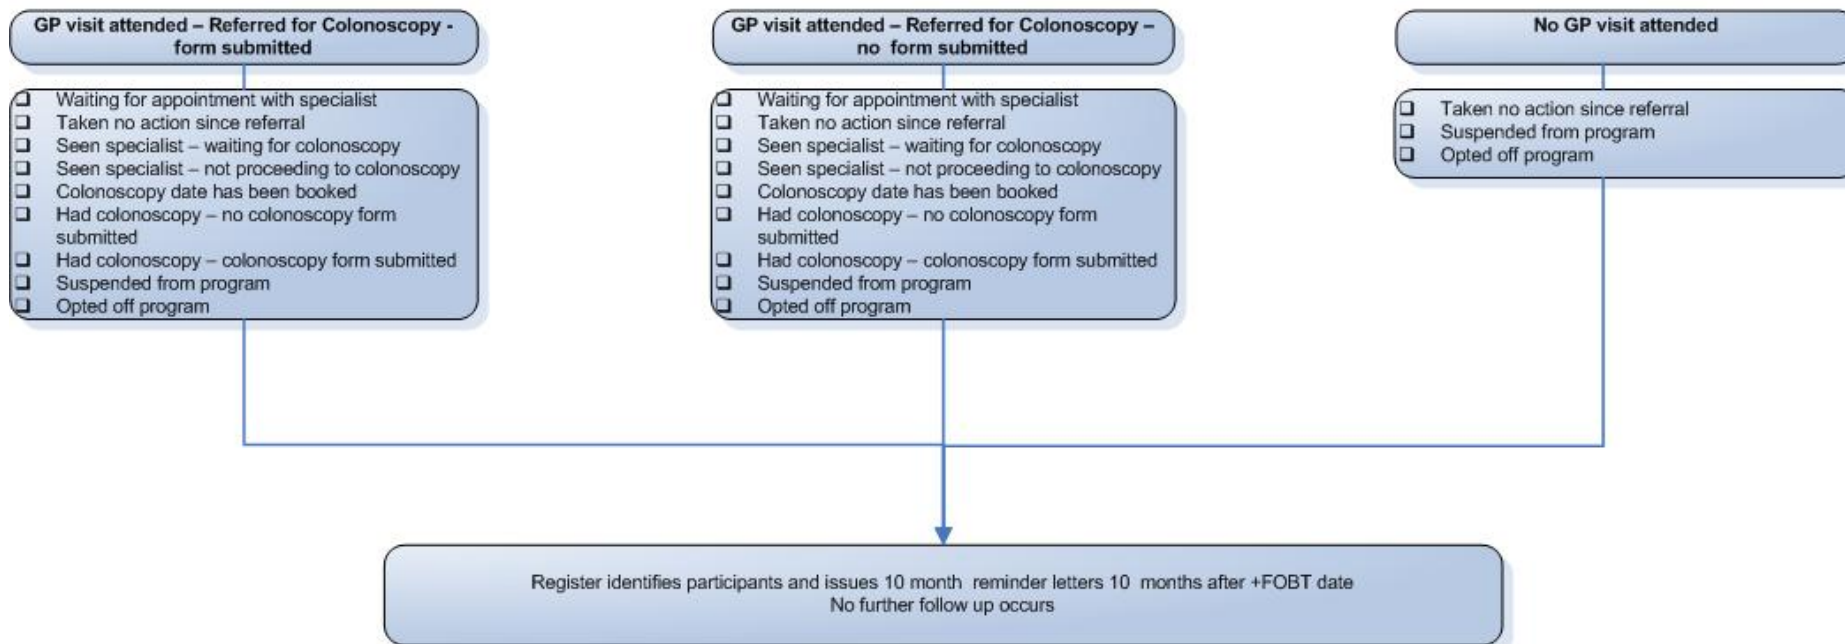 GP visit attended – Referred for Colonoscopy -
form submitted
❑ Waiting for appointment with specialist
❑ Taken no action since referral
❑ Seen specialist – waiting for colonoscopy
❑ Seen specialist – not proceeding to colonoscopy
❑ Colonoscopy date has been booked
❑ Had colonoscopy – no colonoscopy form
submitted
❑ Had colonoscopy – colonoscopy form submitted
❑ Suspended from program
❑ Opted off program
GP visit attended – Referred for Colonoscopy –
no form submitted
❑ Waiting for appointment with specialist
❑ Taken no action since referral
❑ Seen specialist – waiting for colonoscopy
❑ Seen specialist – not proceeding to colonoscopy
❑ Colonoscopy date has been booked
❑ Had colonoscopy – no colonoscopy form
submitted
❑ Had colonoscopy – colonoscopy form submitted
❑ Suspended from program
❑ Opted off program
No GP visit attended
❑ Taken no action since referral
❑ Suspended from program
❑ Opted off program
Register identifies participants and issues 10 month reminder letters 10 months after +FOBT date
No further follow up occurs